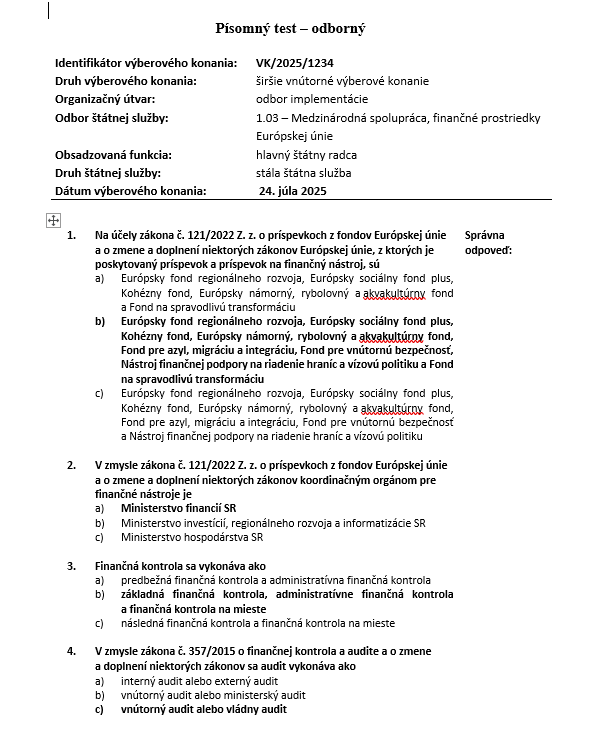 Písomný test – odborný
Identifikátor výberového konania: VK/2025/1234
Druh výberového konania: širšie vnútorné výberové konanie
Organizačný útvar: odbor implementácie
Odbor štátnej služby: 1.03 – Medzinárodná spolupráca, finančné prostriedky
Európskej únie
Obsadzovaná funkcia: hlavný štátny radca
Druh štátnej služby: stála štátna služba
Dátum výberového konania: 24. júla 2025
1. Na účely zákona č. 121/2022 Z. z. o príspevkoch z fondov Európskej únie Správna
a o zmene a doplnení niektorých zákonov Európskej únie, z ktorých je odpoveď:
poskytovaný príspevok a príspevok na finančný nástroj, sú
a) Európsky fond regionálneho rozvoja, Európsky sociálny fond plus,
Kohézny fond, Európsky námorný, rybolovný a akvakultúrny fond
a Fond na spravodlivú transformáciu
b) Európsky fond regionálneho rozvoja, Európsky sociálny fond plus,
Kohézny fond, Európsky námorný, rybolovný a akvakultúrny fond,
Fond pre azyl, migráciu a integráciu, Fond pre vnútornú bezpečnosť,
Nástroj finančnej podpory na riadenie hraníc a vízovú politiku a Fond
na spravodlivú transformáciu
c) Európsky fond regionálneho rozvoja, Európsky sociálny fond plus,
Kohézny fond, Európsky námorný, rybolovný a akvakultúrny fond,
Fond pre azyl, migráciu a integráciu, Fond pre vnútornú bezpečnosť
a Nástroj finančnej podpory na riadenie hraníc a vízovú politiku
2. V zmysle zákona č. 121/2022 Z. z. o príspevkoch z fondov Európskej únie
a o zmene a doplnení niektorých zákonov koordinačným orgánom pre
finančné nástroje je
a) Ministerstvo financií SR
b) Ministerstvo investícií, regionálneho rozvoja a informatizácie SR
c) Ministerstvo hospodárstva SR
3. Finančná kontrola sa vykonáva ako
a) predbežná finančná kontrola a administratívna finančná kontrola
b) základná finančná kontrola, administratívne finančná kontrola
a finančná kontrola na mieste
c) následná finančná kontrola a finančná kontrola na mieste
4. V zmysle zákona č. 357/2015 o finančnej kontrola a audite a o zmene
a doplnení niektorých zákonov sa audit vykonáva ako
a) interný audit alebo externý audit
b) vnútorný audit alebo ministerský audit
c) vnútorný audit alebo vládny audit